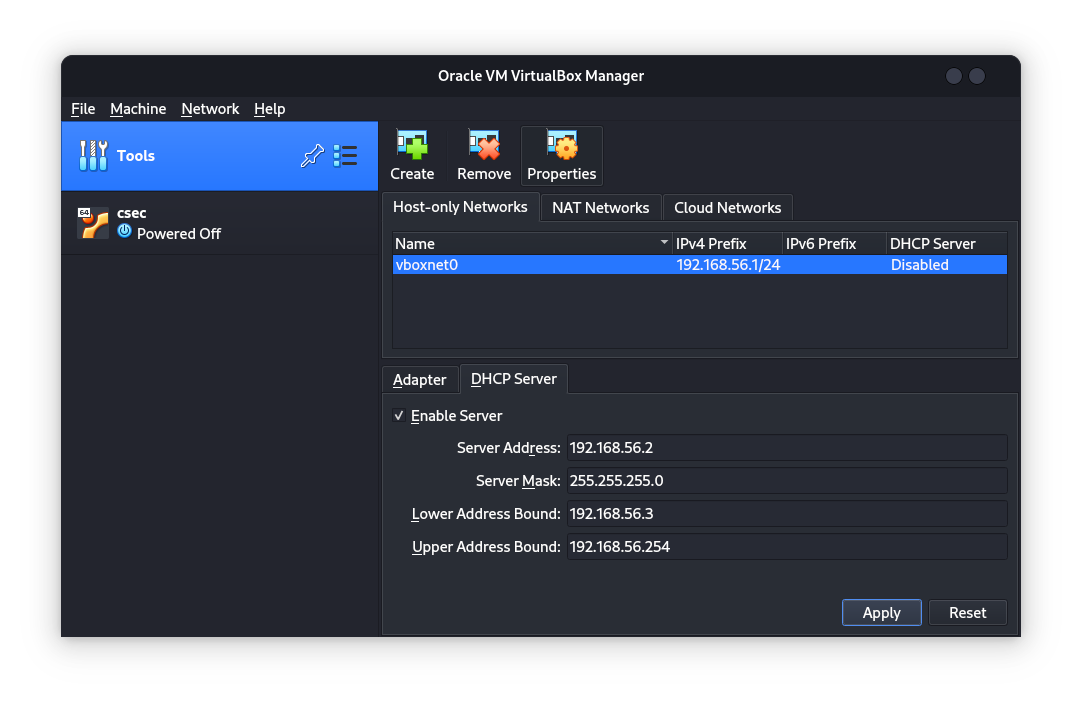 Oracle VM VirtualBox Manager
File Machine Network Help
Tools
64
csec
Powered Off
Create Remove Properties
Host-only Networks NAT Networks Cloud Networks
Name IPv4 Prefix IPv6 Prefix DHCP Server
vboxnet0 192.168.56.1/24 Disabled
Adapter DHCP Server
Enable Server
Server Address: 192.168.56.2
Server Mask: 255.255.255.0
Lower Address Bound: 192.168.56.3
Upper Address Bound: 192.168.56.254
Apply Reset